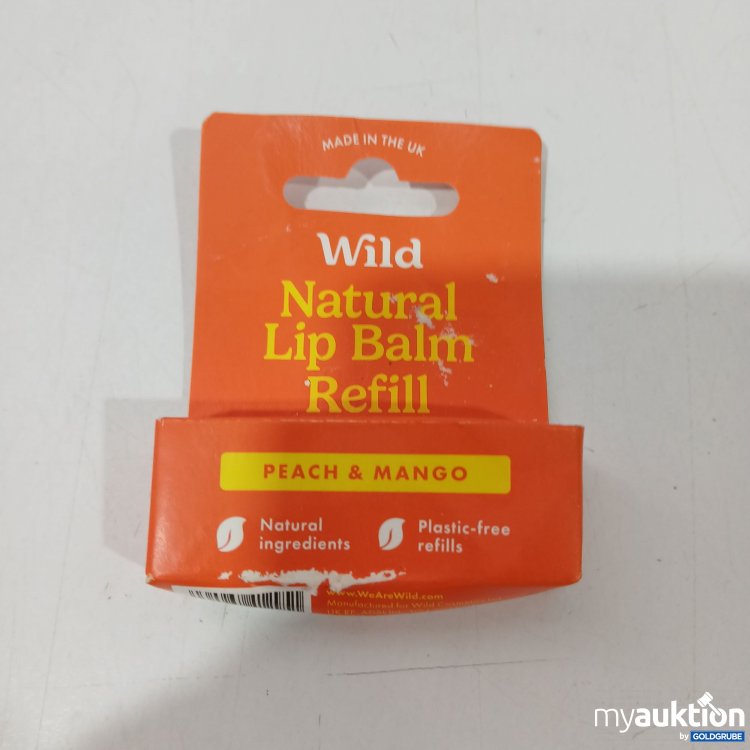 MADE IN THE UK
Wild
Natural
Lip Balm
Refill
PEACH & MANGO
Natural
ingredients
Plastic-free
refills
www.WeAreWild.com
Manufactured for Wild
myauktion
by GOLDGRUBE